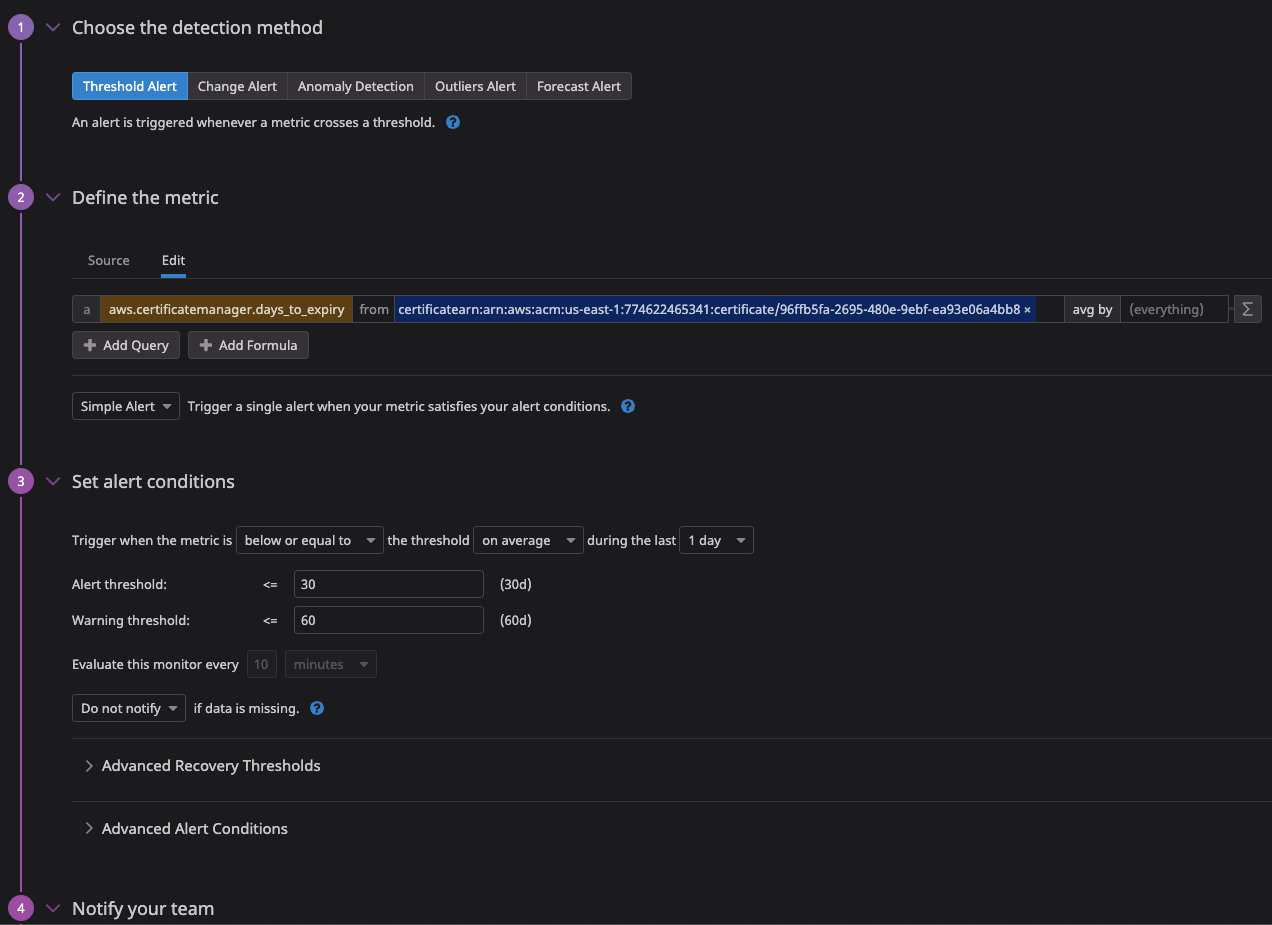 1 Choose the detection method
Threshold Alert Change Alert Anomaly Detection Outliers Alert Forecast Alert
An alert is triggered whenever a metric crosses a threshold. ?
2 Define the metric
Source Edit
a aws.certificatemanager.days_to_expiry from certificatearn:arn:aws:acm:us-east-1:774622465341:certificate/96ffb5fa-2695-480e-9ebf-ea93e06a4bb8 × avg by (everything) Σ
+ Add Query + Add Formula
Simple Alert Trigger a single alert when your metric satisfies your alert conditions. ?
3 Set alert conditions
Trigger when the metric is below or equal to the threshold on average during the last 1 day
Alert threshold: <= 30 (30d)
Warning threshold: <= 60 (60d)
Evaluate this monitor every 10 minutes
Do not notify if data is missing. ?
Advanced Recovery Thresholds
Advanced Alert Conditions
4 Notify your team